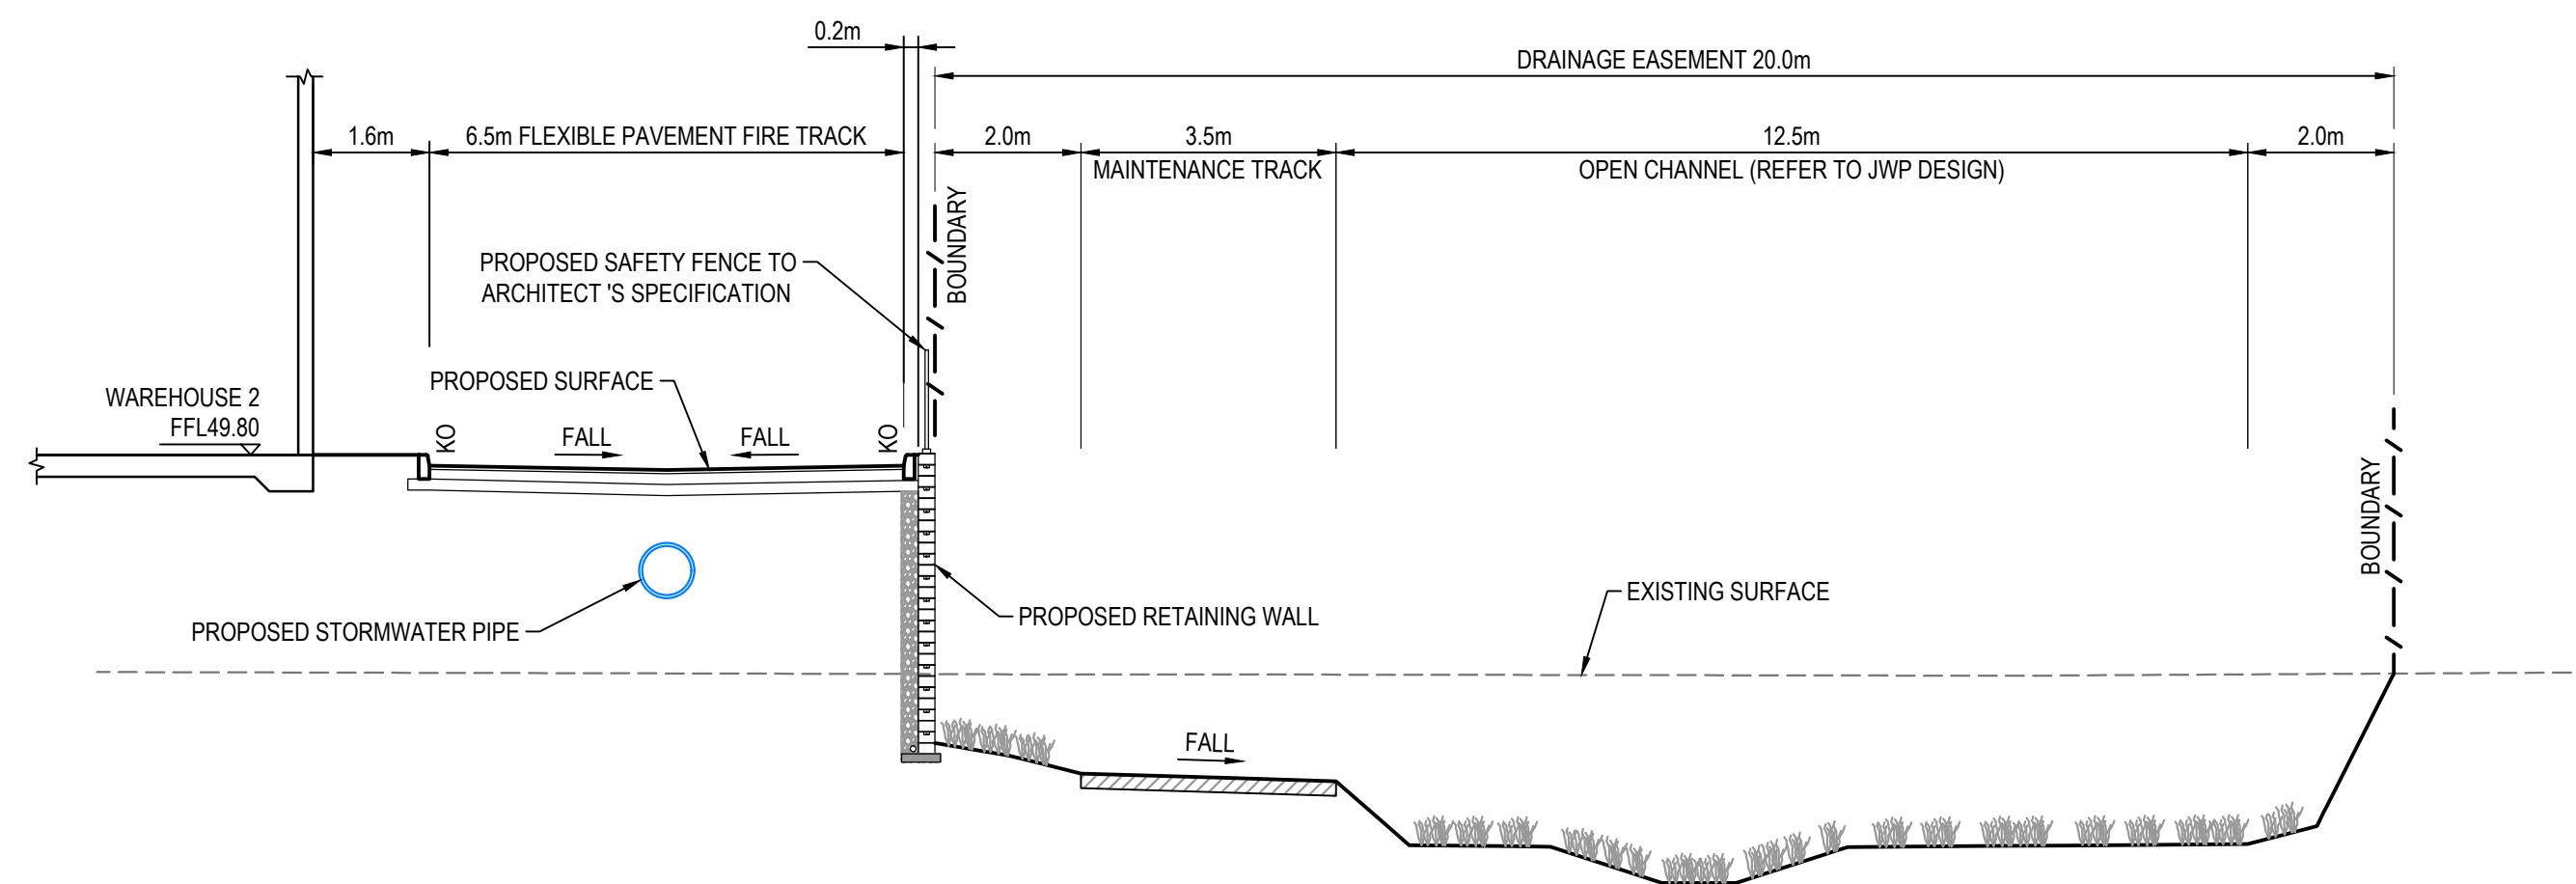 0.2m
DRAINAGE EASEMENT 20.0m
1.6m
6.5m FLEXIBLE PAVEMENT FIRE TRACK
2.0m
3.5m
MAINTENANCE TRACK
12.5m
OPEN CHANNEL (REFER TO JWP DESIGN)
2.0m
BOUNDARY
PROPOSED SAFETY FENCE TO
ARCHITECT 'S SPECIFICATION
PROPOSED SURFACE
WAREHOUSE 2
FFL49.80
KO
FALL
FALL
KO
BOUNDARY
EXISTING SURFACE
PROPOSED RETAINING WALL
PROPOSED STORMWATER PIPE
FALL